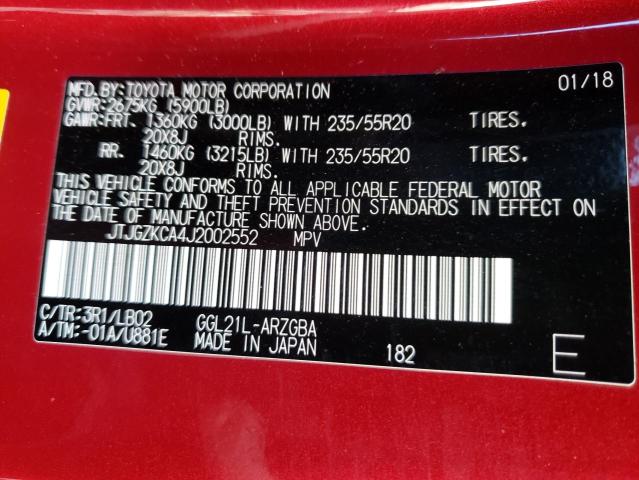 MFD.BY:TOYOTA MOTOR CORPORATION 01/18
GVWR:2675KG (5900LB)
GAWR:FRT. 1360KG (3000LB) WITH 235/55R20 TIRES.
20X8J RIMS.
RR. 1460KG (3215LB) WITH 235/55R20 TIRES.
20X8J RIMS.
THIS VEHICLE CONFORMS TO ALL APPLICABLE FEDERAL MOTOR
VEHICLE SAFETY AND THEFT PREVENTION STANDARDS IN EFFECT ON
THE DATE OF MANUFACTURE SHOWN ABOVE.
JTJGZKCA4J2002552 MPV
C/TR:3R1/LB02 GGL21L-ARZGBA
A/TM:-01A/U881E MADE IN JAPAN 182 E